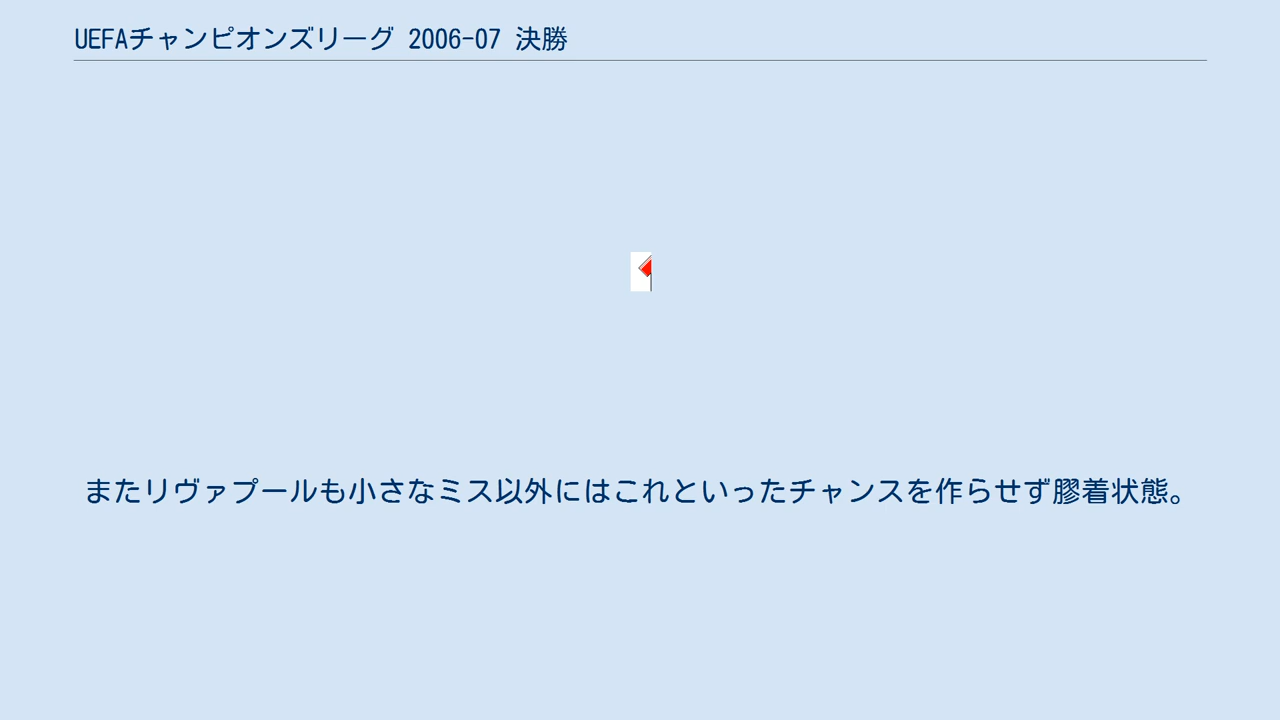 UEFAチャンピオンズリーグ 2006-07 決勝
またリヴァプールも小さなミス以外にはこれといったチャンスを作らせず膠着状態。